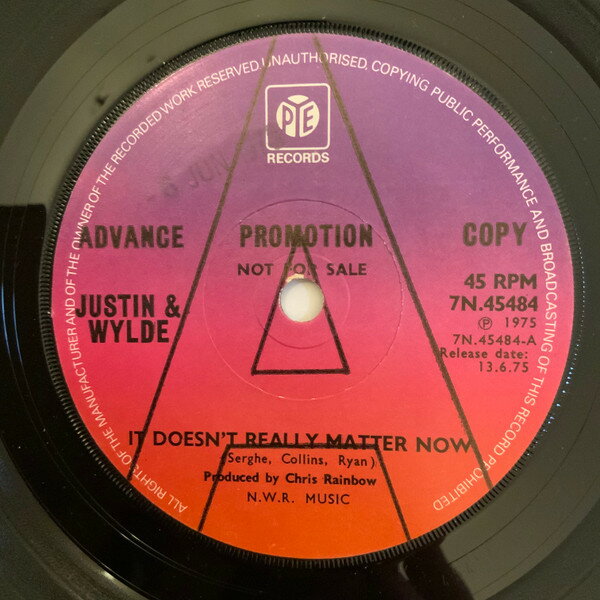 ALL RIGHTS OF THE MANUFACTURER AND OF THE OWNER OF THE RECORDED WORK RESERVED. UNAUTHORISED, COPYING PUBLIC PERFORMANCE AND BROADCASTING OF THIS RECORD PROHIBITED
PYE
RECORDS
JUN
ADVANCE PROMOTION COPY
NOT FOR SALE
A
JUSTIN &
WYLDE
45 RPM
7N.45484
℗ 1975
7N.45484-A
Release date:
13.6.75
IT DOESN'T REALLY MATTER NOW
(Serghe, Collins, Ryan)
Produced by Chris Rainbow
N.W.R. MUSIC